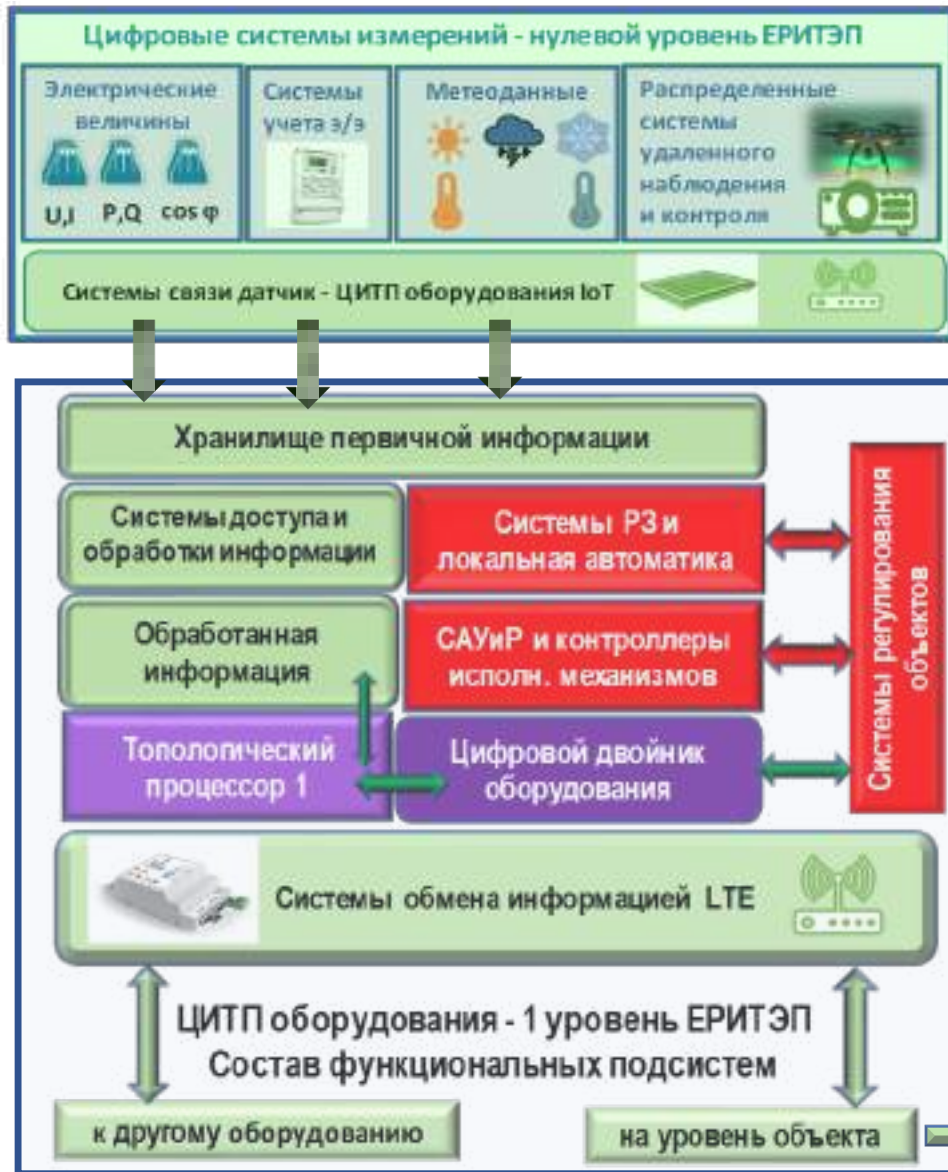 Цифровые системы измерений - нулевой уровень ЕРИТЭП
Электрические
величины
U,I P,Q cos φ
Системы
учета э/э
Метеоданные
Распределенные
системы
удаленного
наблюдения
и контроля
Системы связи датчик - ЦИТП оборудования IoT
Хранилище первичной информации
Системы доступа и
обработки информации
Системы РЗ и
локальная автоматика
Обработанная
информация
САУиР и контроллеры
исполн. механизмов
Топологический
процессор 1
Цифровой двойник
оборудования
Системы регулирования
объектов
Системы обмена информацией LTE
ЦИТП оборудования - 1 уровень ЕРИТЭП
Состав функциональных подсистем
к другому оборудованию
на уровень объекта